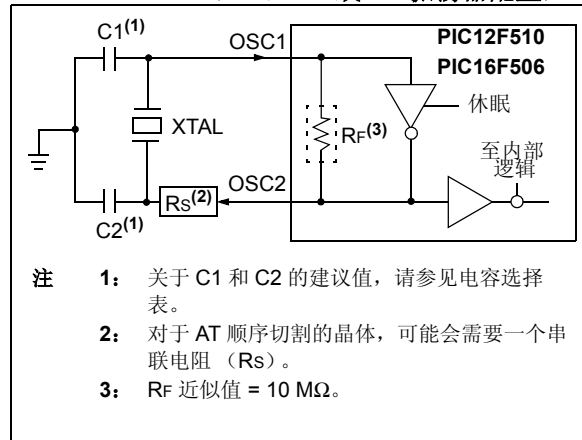 C1(1)
OSC1
PIC12F510
PIC16F506
休眠
XTAL
RF(3)
至内部
逻辑
OSC2
RS(2)
C2(1)
注 1: 关于 C1 和 C2 的建议值，请参见电容选择
表。
2: 对于 AT 顺序切割的晶体，可能会需要一个串
联电阻 （RS）。
3: RF 近似值 = 10 MΩ。